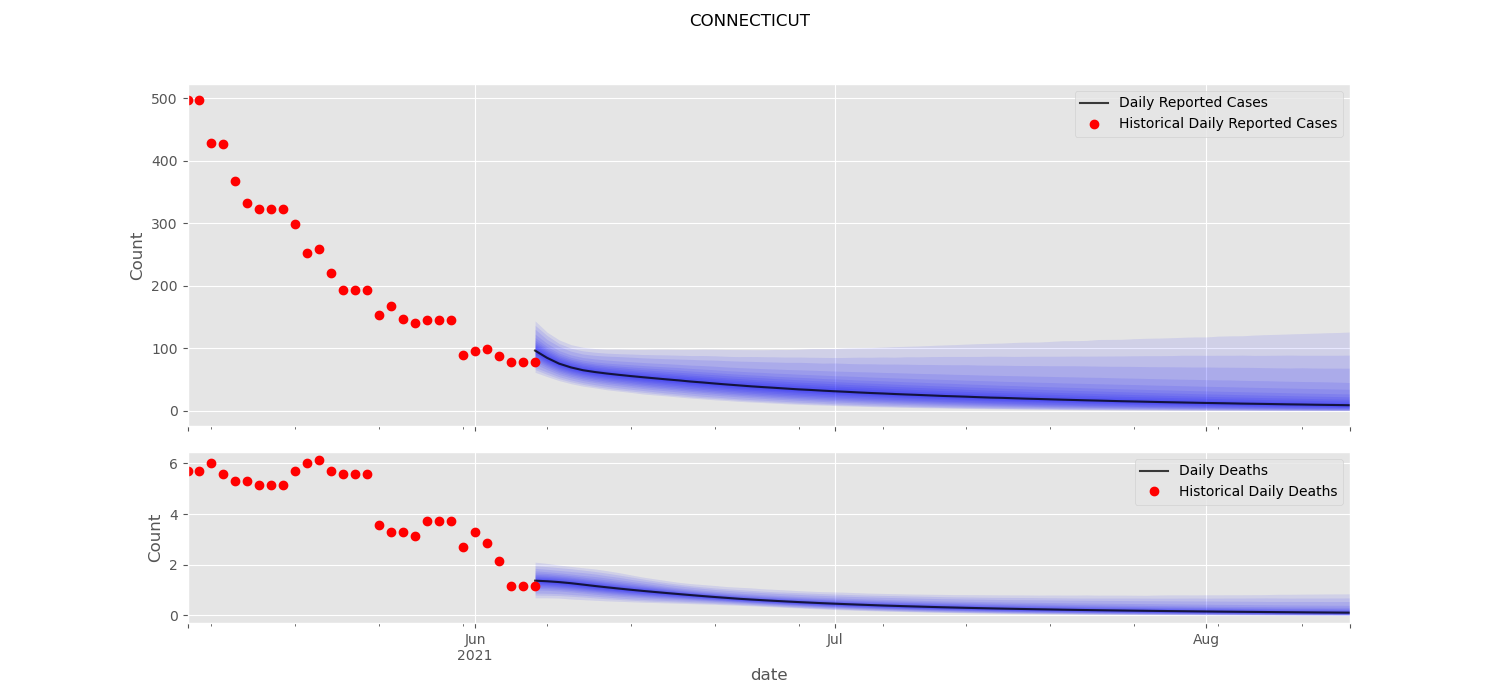 CONNECTICUT
500
400
300
200
100
0
Count
Daily Reported Cases
Historical Daily Reported Cases
6
4
2
0
Count
Daily Deaths
Historical Daily Deaths
Jun
2021
Jul
Aug
date